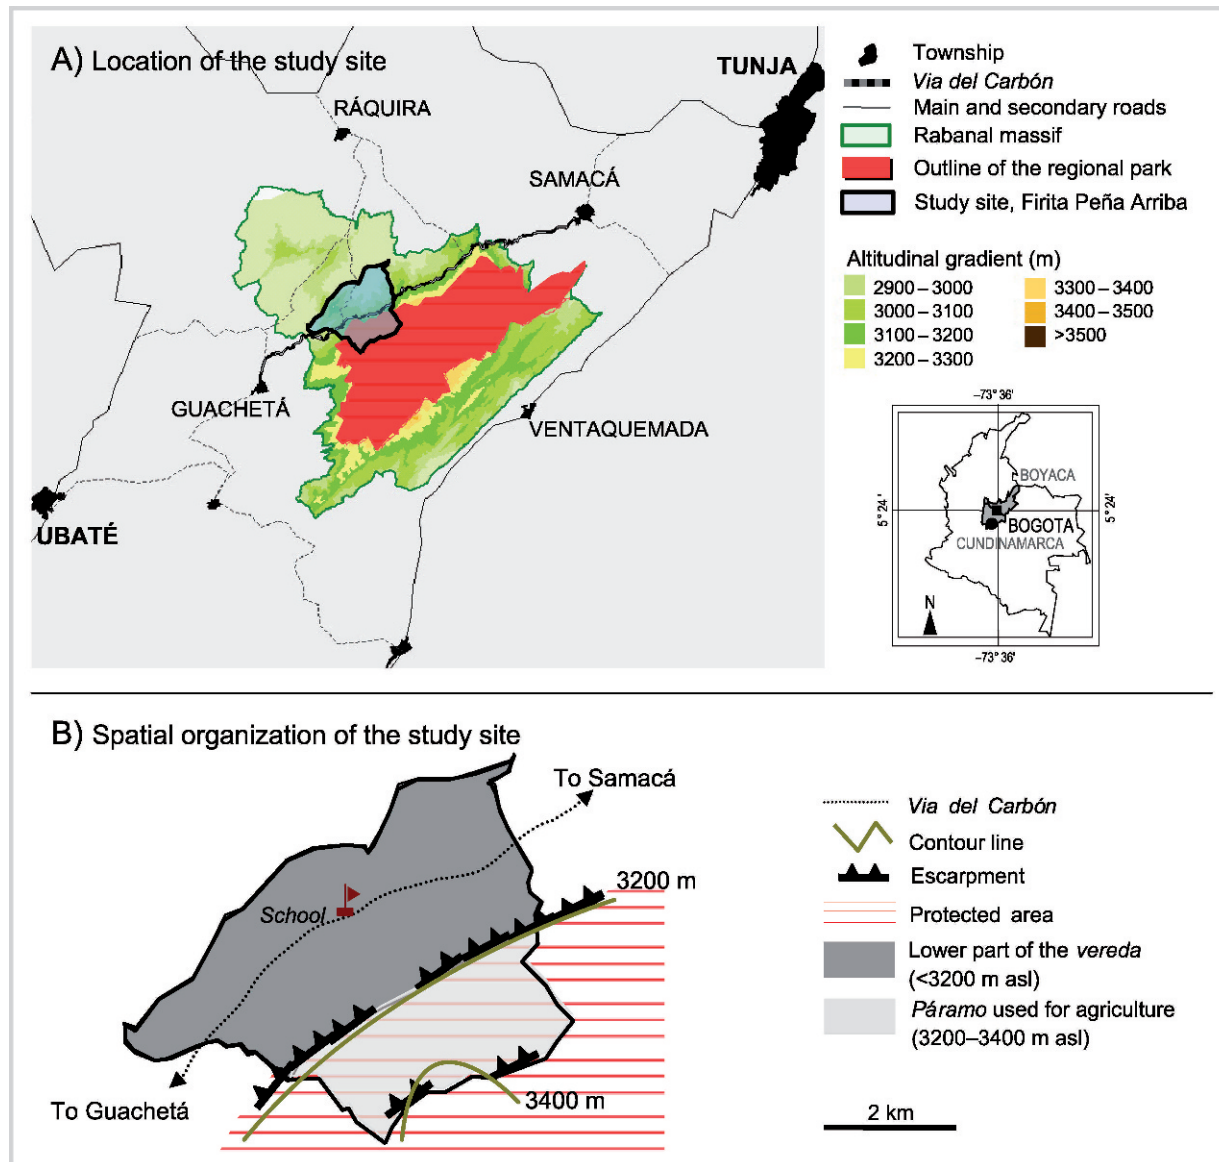 A) Location of the study site
TUNJA
RÁQUIRA
SAMACÁ
GUACHETÁ
VENTAQUEMADA
UBATÉ
Township
Via del Carbón
Main and secondary roads
Rabanal massif
Outline of the regional park
Study site, Firita Peña Arriba
Altitudinal gradient (m)
2900 – 3000
3000 – 3100
3100 – 3200
3200 – 3300
3300 – 3400
3400 – 3500
>3500
–73° 36'
5° 24'
BOYACA
BOGOTA
CUNDINAMARCA
5° 24'
N
–73° 36'
B) Spatial organization of the study site
To Samacá
3200 m
School
To Guachetá
3400 m
Via del Carbón
Contour line
Escarpment
Protected area
Lower part of the vereda
(<3200 m asl)
Páramo used for agriculture
(3200–3400 m asl)
2 km